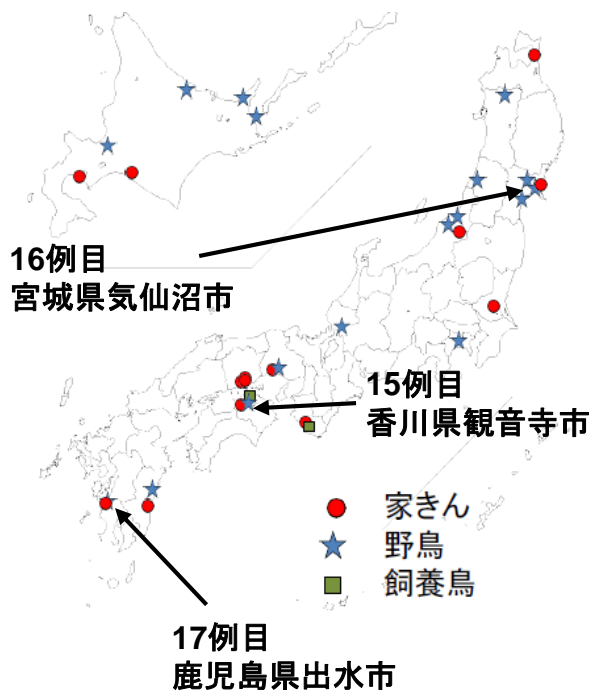 16例目
宮城県気仙沼市
15例目
香川県観音寺市
家きん
野鳥
飼養鳥
17例目
鹿児島県出水市